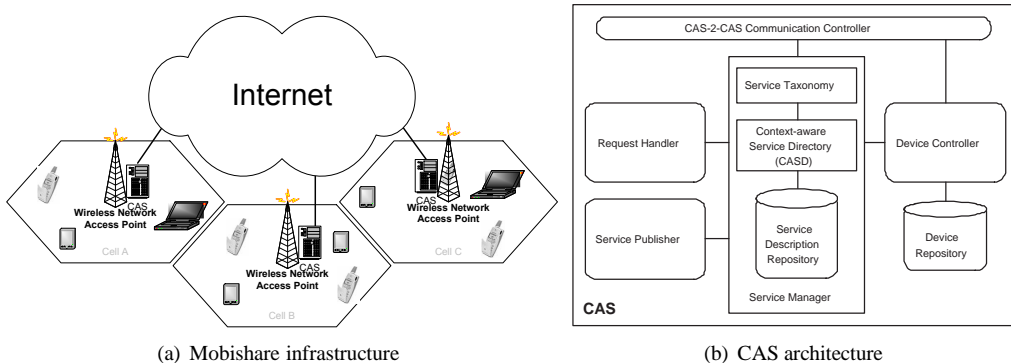 Internet
CAS
Wireless Network
Access Point
Cell A
CAS
Wireless Network
Access Point
Cell B
CAS
Wireless Network
Access Point
Cell C
(a) Mobishare infrastructure
CAS-2-CAS Communication Controller
Service Taxonomy
Request Handler
Context-aware
Service Directory
(CASD)
Device Controller
Service Publisher
Service
Description
Repository
Device
Repository
Service Manager
CAS
(b) CAS architecture